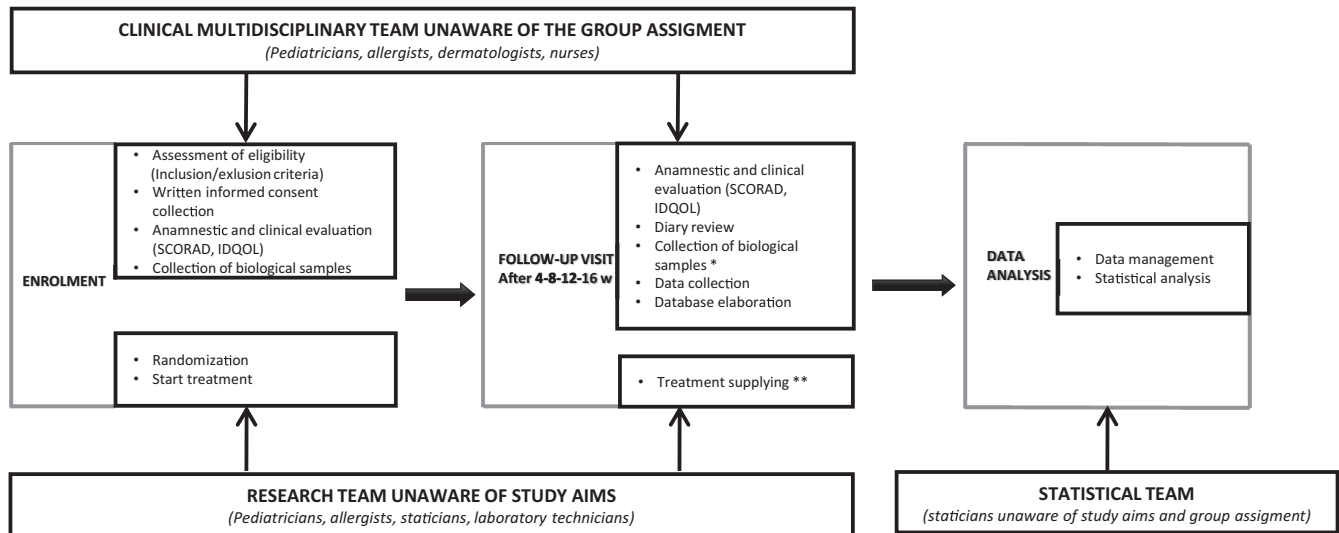 CLINICAL MULTIDISCIPLINARY TEAM UNAWARE OF THE GROUP ASSIGMENT
(Pediatricians, allergists, dermatologists, nurses)
ENROLMENT
• Assessment of eligibility
(Inclusion/exlusion criteria)
• Written informed consent
collection
• Anamnestic and clinical evaluation
(SCORAD, IDQOL)
• Collection of biological samples
• Randomization
• Start treatment
FOLLOW-UP VISIT
After 4-8-12-16 w
• Anamnestic and clinical
evaluation (SCORAD,
IDQOL)
• Diary review
• Collection of biological
samples *
• Data collection
• Database elaboration
• Treatment supplying **
DATA
ANALYSIS
• Data management
• Statistical analysis
RESEARCH TEAM UNAWARE OF STUDY AIMS
(Pediatricians, allergists, staticians, laboratory technicians)
STATISTICAL TEAM
(staticians unaware of study aims and group assigment)